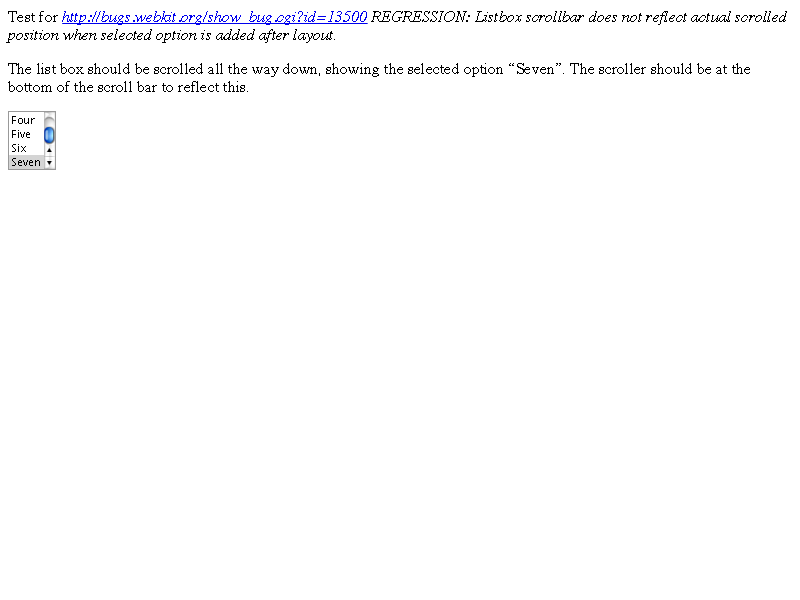 Test for http://bugs.webkit.org/show_bug.cgi?id=13500 REGRESSION: Listbox scrollbar does not reflect actual scrolled
position when selected option is added after layout.
The list box should be scrolled all the way down, showing the selected option “Seven”. The scroller should be at the
bottom of the scroll bar to reflect this.
Four
Five
Six
Seven